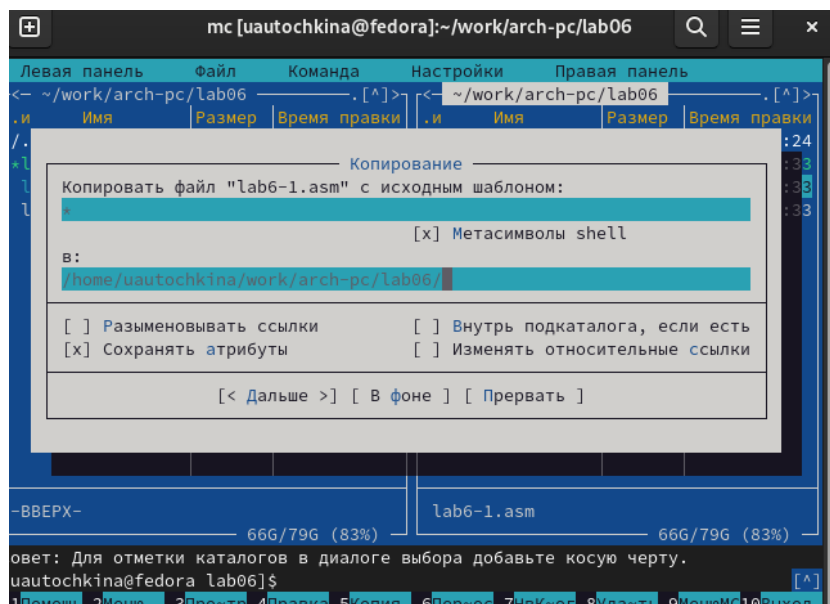 mc [uautochkina@fedora]:~/work/arch-pc/lab06
Левая панель Файл Команда Настройки Правая панель
<— ~/work/arch-pc/lab06 .[^]> <— ~/work/arch-pc/lab06 .[^]>
.и Имя Размер Время правки .и Имя Размер Время правки
/. :24
*l :33
l :33
l :33
Копирование
Копировать файл "lab6-1.asm" с исходным шаблоном:
*
[x] Метасимволы shell
в:
/home/uautochkina/work/arch-pc/lab06/
[ ] Разыменовывать ссылки [ ] Внутрь подкаталога, если есть
[x] Сохранять атрибуты [ ] Изменять относительные ссылки
[< Дальше >] [ В фоне ] [ Прервать ]
-ВВЕРХ- lab6-1.asm
66G/79G (83%) 66G/79G (83%)
овет: Для отметки каталогов в диалоге выбора добавьте косую черту.
uautochkina@fedora lab06]$ [^]